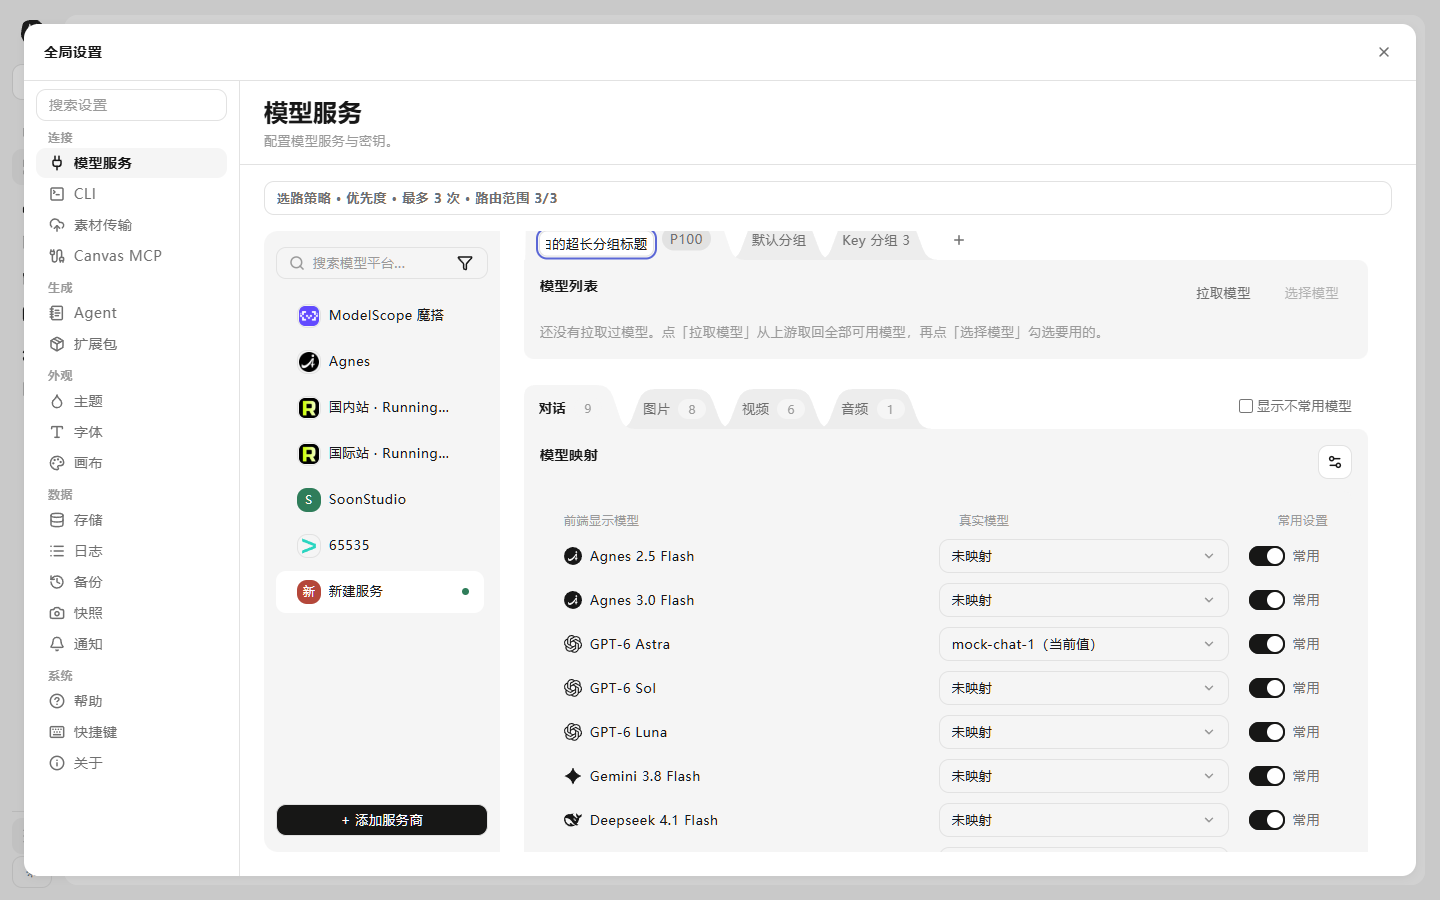 全局设置
搜索设置
连接
模型服务
CLI
素材传输
Canvas MCP
生成
Agent
扩展包
外观
主题
字体
画布
数据
存储
日志
备份
快照
通知
系统
帮助
快捷键
关于
模型服务
配置模型服务与密钥。
选路策略 • 优先度 • 最多 3 次 • 路由范围 3/3
搜索模型平台...
ModelScope 魔搭
Agnes
国内站 · Running...
国际站 · Running...
S SoonStudio
65535
新 新建服务
+ 添加服务商
的超长分组标题 P100 默认分组 Key 分组 3 +
模型列表
拉取模型 选择模型
还没有拉取过模型。点「拉取模型」从上游取回全部可用模型，再点「选择模型」勾选要用的。
对话 9 图片 8 视频 6 音频 1 显示不常用模型
模型映射
前端显示模型 真实模型 常用设置
Agnes 2.5 Flash 未映射 常用
Agnes 3.0 Flash 未映射 常用
GPT-6 Astra mock-chat-1（当前值） 常用
GPT-6 Sol 未映射 常用
GPT-6 Luna 未映射 常用
Gemini 3.8 Flash 未映射 常用
Deepseek 4.1 Flash 未映射 常用